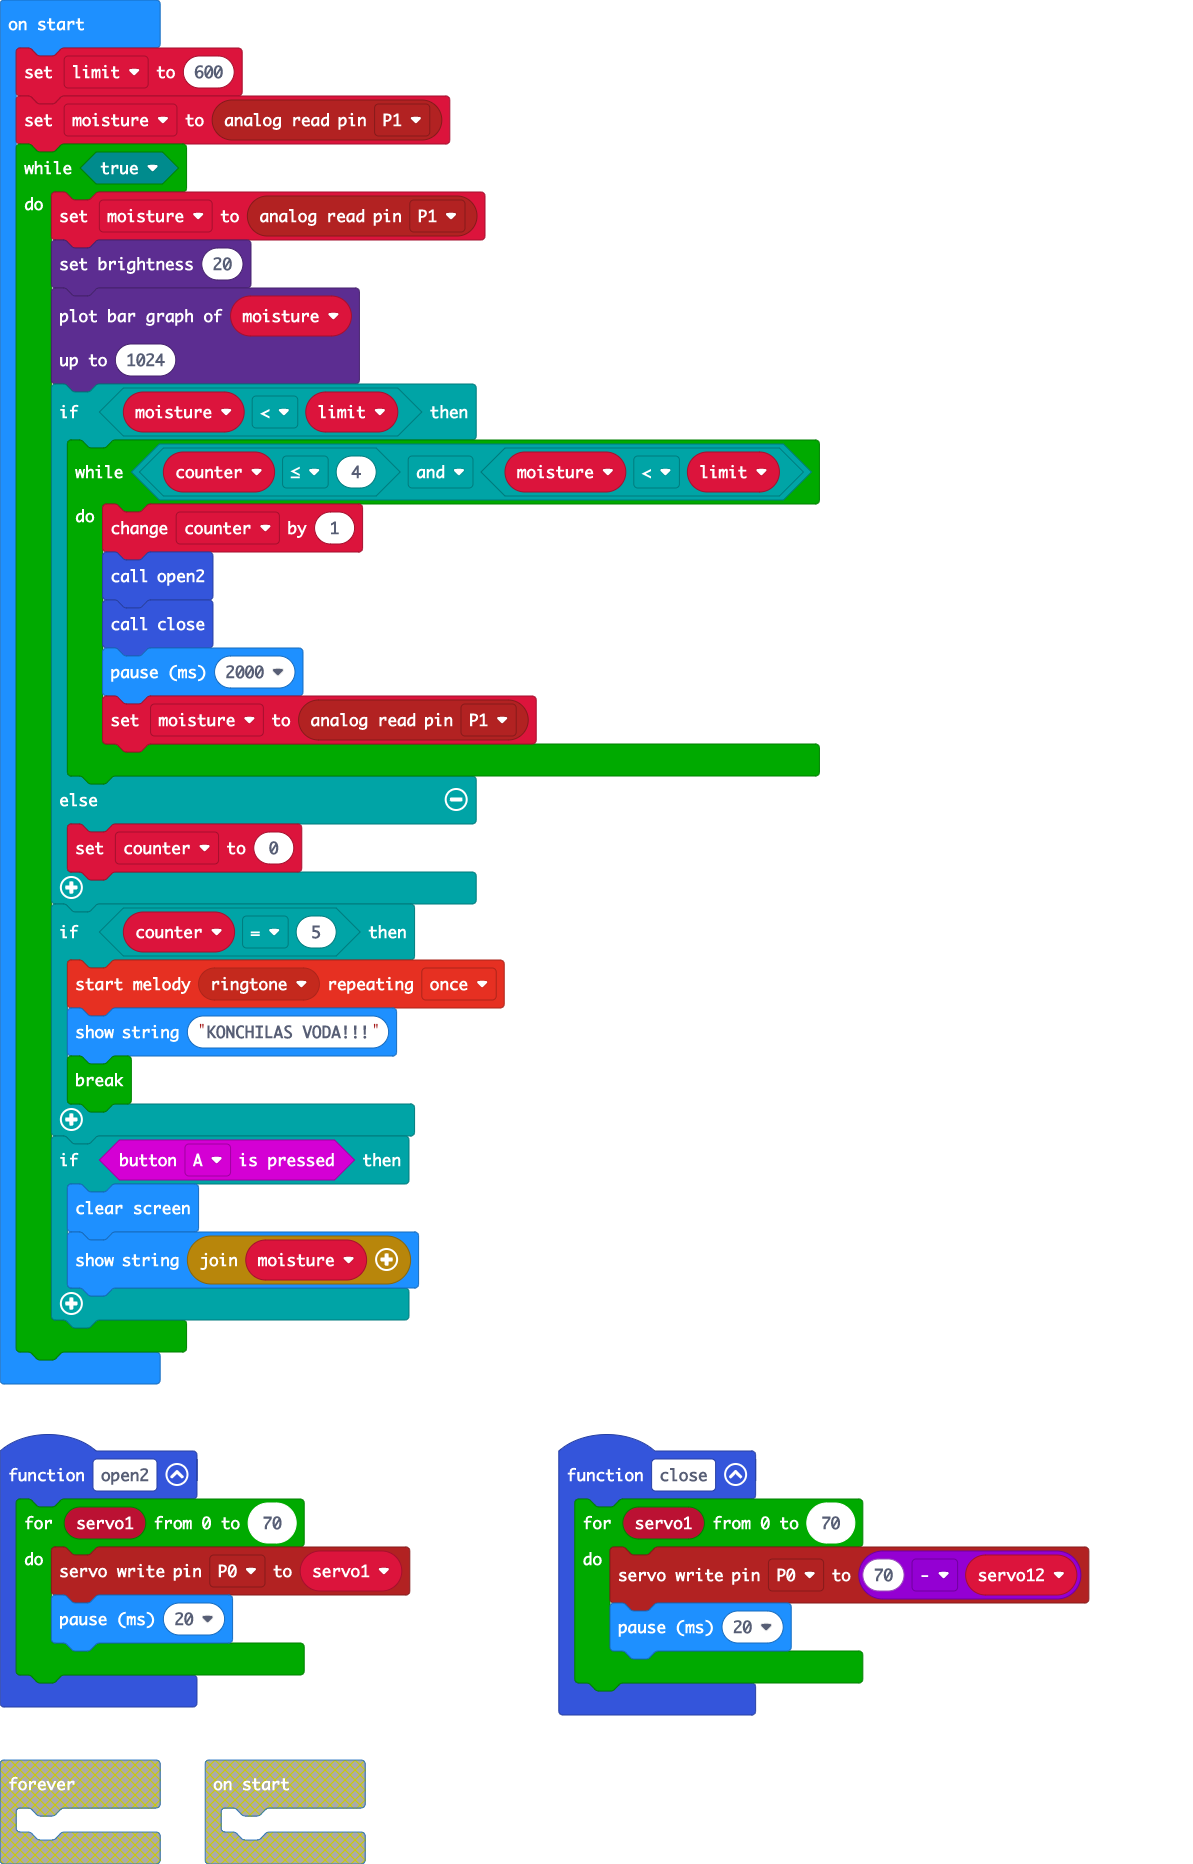 on start
set limit to 600
set moisture to analog read pin P1
while true
do
set moisture to analog read pin P1
set brightness 20
plot bar graph of moisture
up to 1024
if moisture < limit then
while counter ≤ 4 and moisture < limit
do
change counter by 1
call open2
call close
pause (ms) 2000
set moisture to analog read pin P1
else
set counter to 0
if counter = 5 then
start melody ringtone repeating once
show string "KONCHILAS VODA!!!"
break
if button A is pressed then
clear screen
show string join moisture
function open2
for servo1 from 0 to 70
do
servo write pin P0 to servo1
pause (ms) 20
function close
for servo1 from 0 to 70
do
servo write pin P0 to 70 - servo12
pause (ms) 20
forever
on start